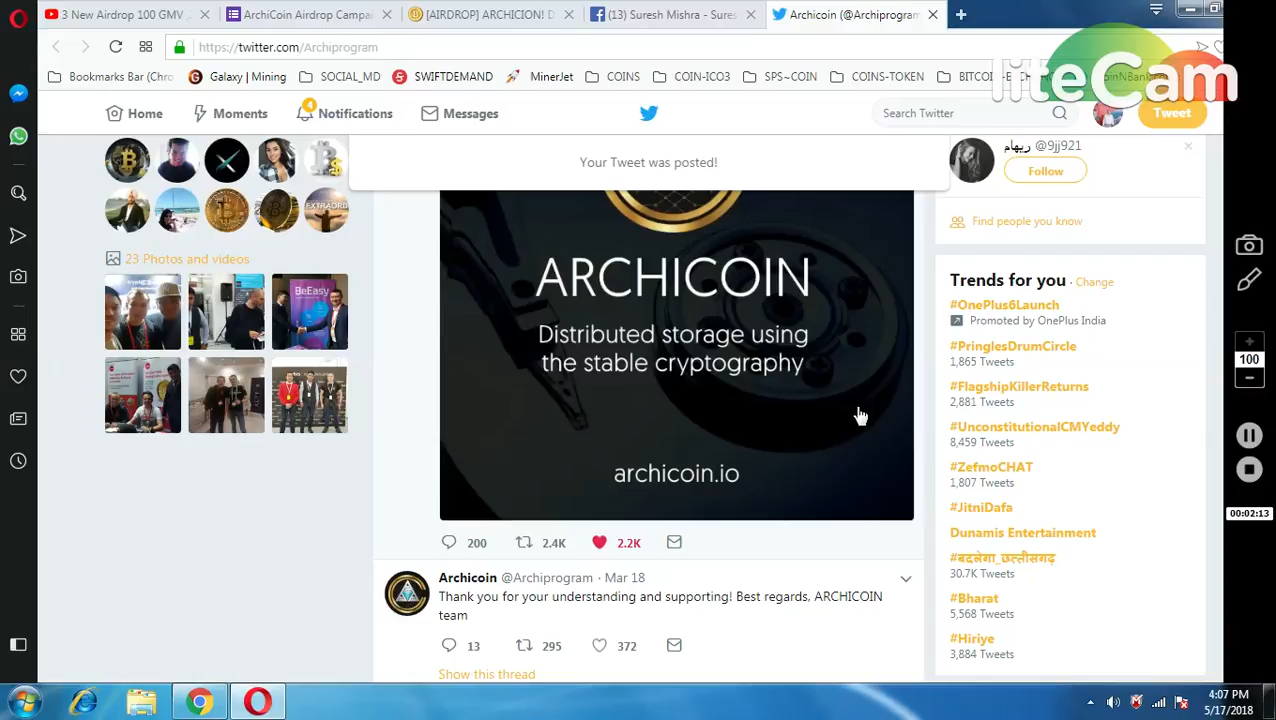 3 New Airdrop 100 GMV
ArchiCoin Airdrop Campa
[AIRDROP] ARCHICOIN! D
(13) Suresh Mishra - Sures
Archicoin (@Archiprogram
https://twitter.com/Archiprogram
Bookmarks Bar (Chro
Galaxy | Mining
SOCIAL_MD
SWIFTDEMAND
MinerJet
COINS
COIN-ICO3
SPS~COIN
COINS-TOKEN
liteCam
Home
Moments
4
Notifications
Messages
Search Twitter
Tweet
Your Tweet was posted!
ريهام @9jj921
Follow
Find people you know
EXTRAORD
23 Photos and videos
BeEasy
ARCHICOIN
Distributed storage using
the stable cryptography
archicoin.io
200
2.4K
2.2K
Archicoin @Archiprogram · Mar 18
Thank you for your understanding and supporting! Best regards, ARCHICOIN
team
13
295
372
Show this thread
Trends for you · Change
#OnePlus6Launch
Promoted by OnePlus India
#PringlesDrumCircle
1,865 Tweets
#FlagshipKillerReturns
2,881 Tweets
#UnconstitutionalCMYeddy
8,459 Tweets
#ZefmoCHAT
1,807 Tweets
#JitniDafa
Dunamis Entertainment
#बदलेगा_छत्तीसगढ़
30.7K Tweets
#Bharat
5,568 Tweets
#Hiriye
3,884 Tweets
100
00:02:13
4:07 PM
5/17/2018